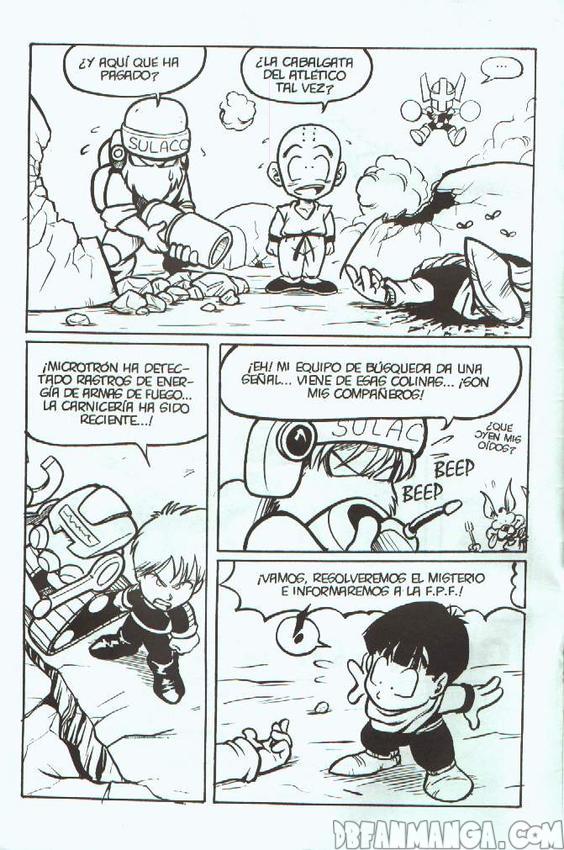 ¿Y AQUÍ QUE HA
PASADO?
¿LA CABALGATA
DEL ATLÉTICO
TAL VEZ?
...
SULACO
¡MICROTRÓN HA DETEC-
TADO RASTROS DE ENER-
GÍA DE ARMAS DE FUEGO...
LA CARNICERÍA HA SIDO
RECIENTE...!
¡EH! MI EQUIPO DE BÚSQUEDA DA UNA
SEÑAL... VIENE DE ESAS COLINAS... ¡SON
MIS COMPAÑEROS!
SULAC
¿QUE
OYEN MIS
OÍDOS?
BEEP
BEEP
¡VAMOS, RESOLVEREMOS EL MISTERIO
E INFORMAREMOS A LA F.P.F.!
!
DBFANMANGA.COM